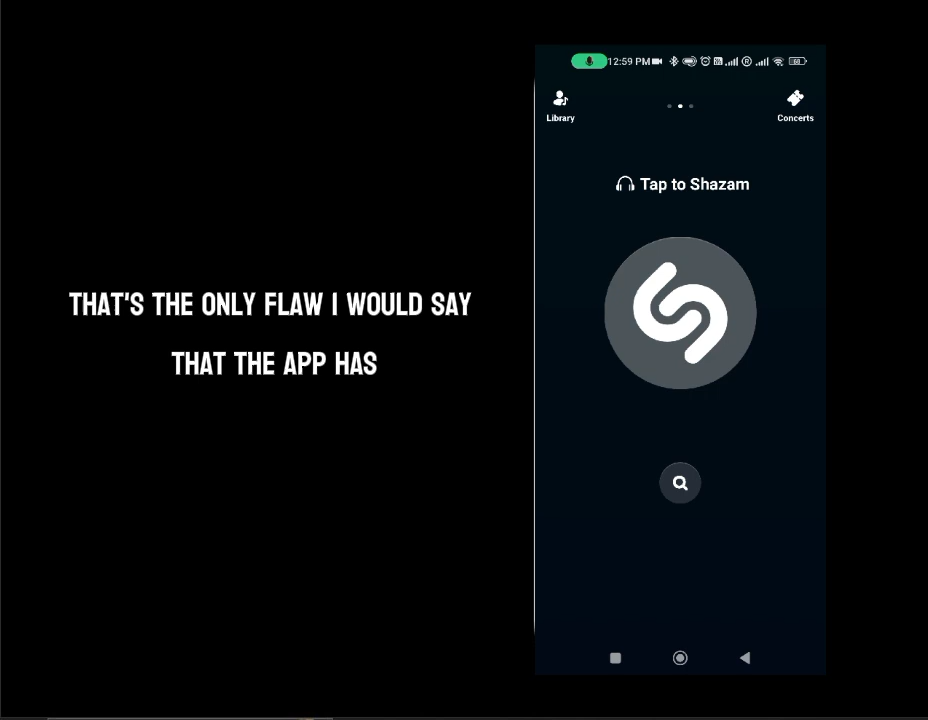 12:59 PM
Library
Concerts
Tap to Shazam
THAT'S THE ONLY FLAW I WOULD SAY
THAT THE APP HAS